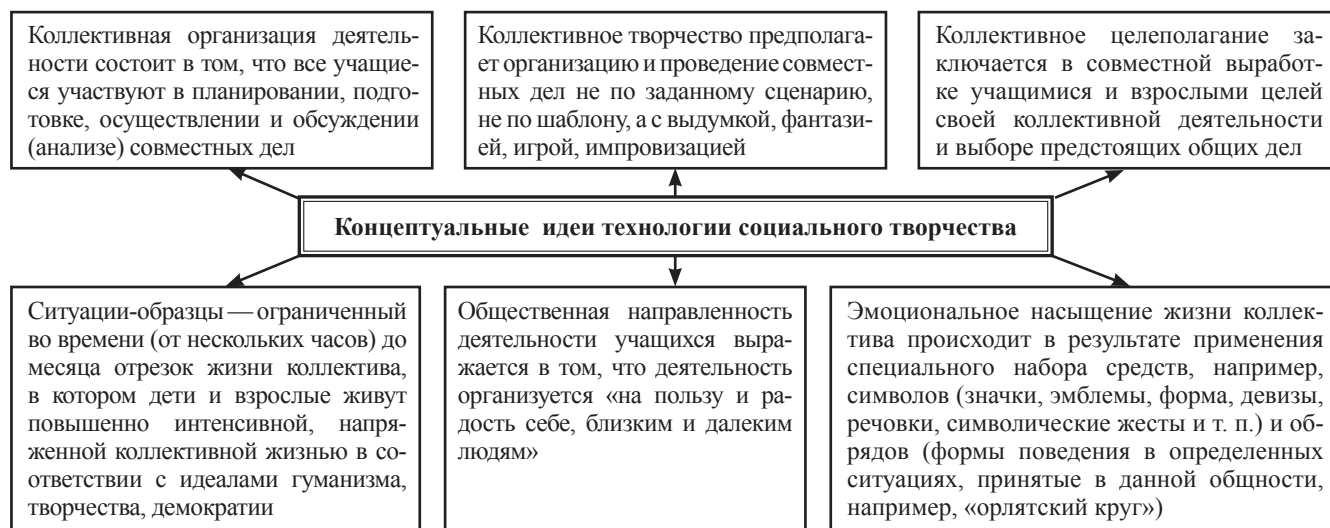 Коллективная организация деятель-
ности состоит в том, что все учащие-
ся участвуют в планировании, подго-
товке, осуществлении и обсуждении
(анализе) совместных дел
Коллективное творчество предполага-
ет организацию и проведение совмест-
ных дел не по заданному сценарию,
не по шаблону, а с выдумкой, фантази-
ей, игрой, импровизацией
Коллективное целеполагание за-
ключается в совместной выработ-
ке учащимися и взрослыми целей
своей коллективной деятельности
и выборе предстоящих общих дел
Концептуальные идеи технологии социального творчества
Ситуации-образцы — ограниченный
во времени (от нескольких часов) до
месяца отрезок жизни коллектива,
в котором дети и взрослые живут
повышенно интенсивной, напря-
женной коллективной жизнью в со-
ответствии с идеалами гуманизма,
творчества, демократии
Общественная направленность
деятельности учащихся выра-
жается в том, что деятельность
организуется «на пользу и ра-
дость себе, близким и далеким
людям»
Эмоциональное насыщение жизни коллек-
тива происходит в результате применения
специального набора средств, например,
символов (значки, эмблемы, форма, девизы,
речовки, символические жесты и т. п.) и об-
рядов (формы поведения в определенных
ситуациях, принятые в данной общности,
например, «орлятский круг»)